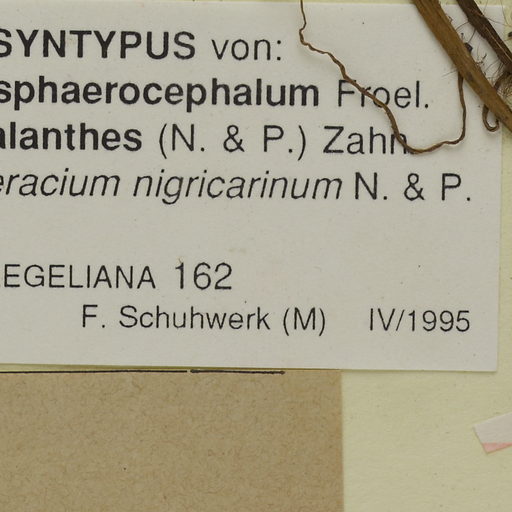 SYNTYPUS von:
sphaerocephalum Froel.
alanthes (N. & P.) Zahn
eracium nigricarinum N. & P.
EGELIANA 162
F. Schuhwerk (M) IV/1995